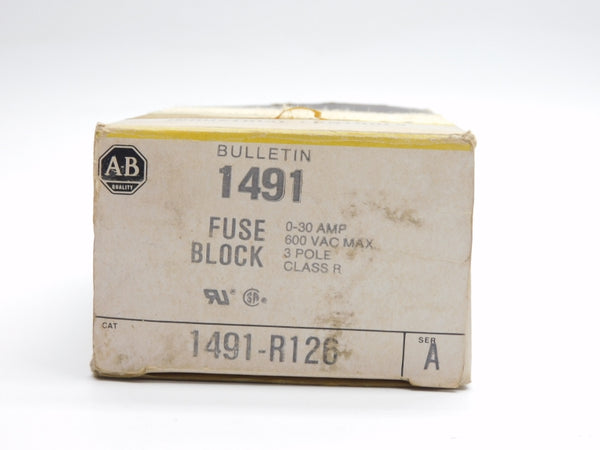 A-B
QUALITY
BULLETIN
1491
FUSE BLOCK
0-30 AMP
600 VAC MAX
3 POLE
CLASS R
CAT
1491-R126
SER
A